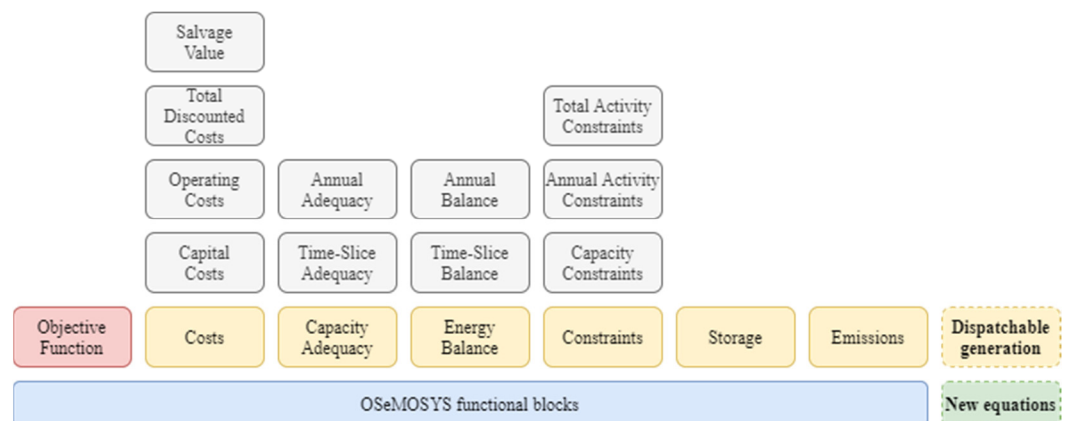 Salvage
Value
Total
Discounted
Costs
Total Activity
Constraints
Operating
Costs
Annual
Adequacy
Annual
Balance
Annual Activity
Constraints
Capital
Costs
Time-Slice
Adequacy
Time-Slice
Balance
Capacity
Constraints
Objective
Function
Costs
Capacity
Adequacy
Energy
Balance
Constraints
Storage
Emissions
Dispatchable
generation
OSeMOSYS functional blocks
New equations